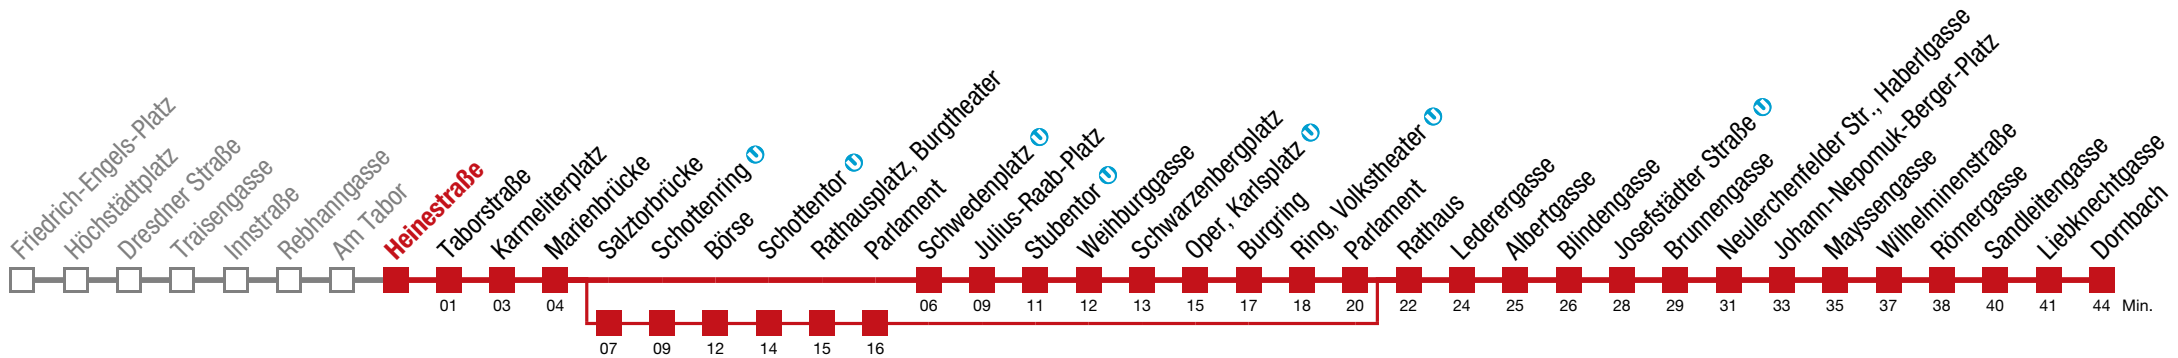 Friedrich-Engels-Platz
Höchstädtplatz
Dresdner Straße
Traisengasse
Innstraße
Rebhanngasse
Am Tabor
Heinestraße
Taborstraße
Karmeliterplatz
Marienbrücke
Salztorbrücke
Schottenring U
Börse
Schottentor U
Rathausplatz, Burgtheater
Parlament
Schwedenplatz U
Julius-Raab-Platz
Stubentor U
Weihburggasse
Schwarzenbergplatz
Oper, Karlsplatz U
Burgring
Ring, Volkstheater U
Parlament
Rathaus
Lederergasse
Albertgasse
Blindengasse
Josefstädter Straße U
Brunnengasse
Neulerchenfelder Str., Haberlgasse
Johann-Nepomuk-Berger-Platz
Mayssengasse
Wilhelminenstraße
Römergasse
Sandleitengasse
Liebknechtgasse
Dornbach
01 03 04 06 09 11 12 13 15 17 18 20 22 24 25 26 28 29 31 33 35 37 38 40 41 44 Min.
07 09 12 14 15 16